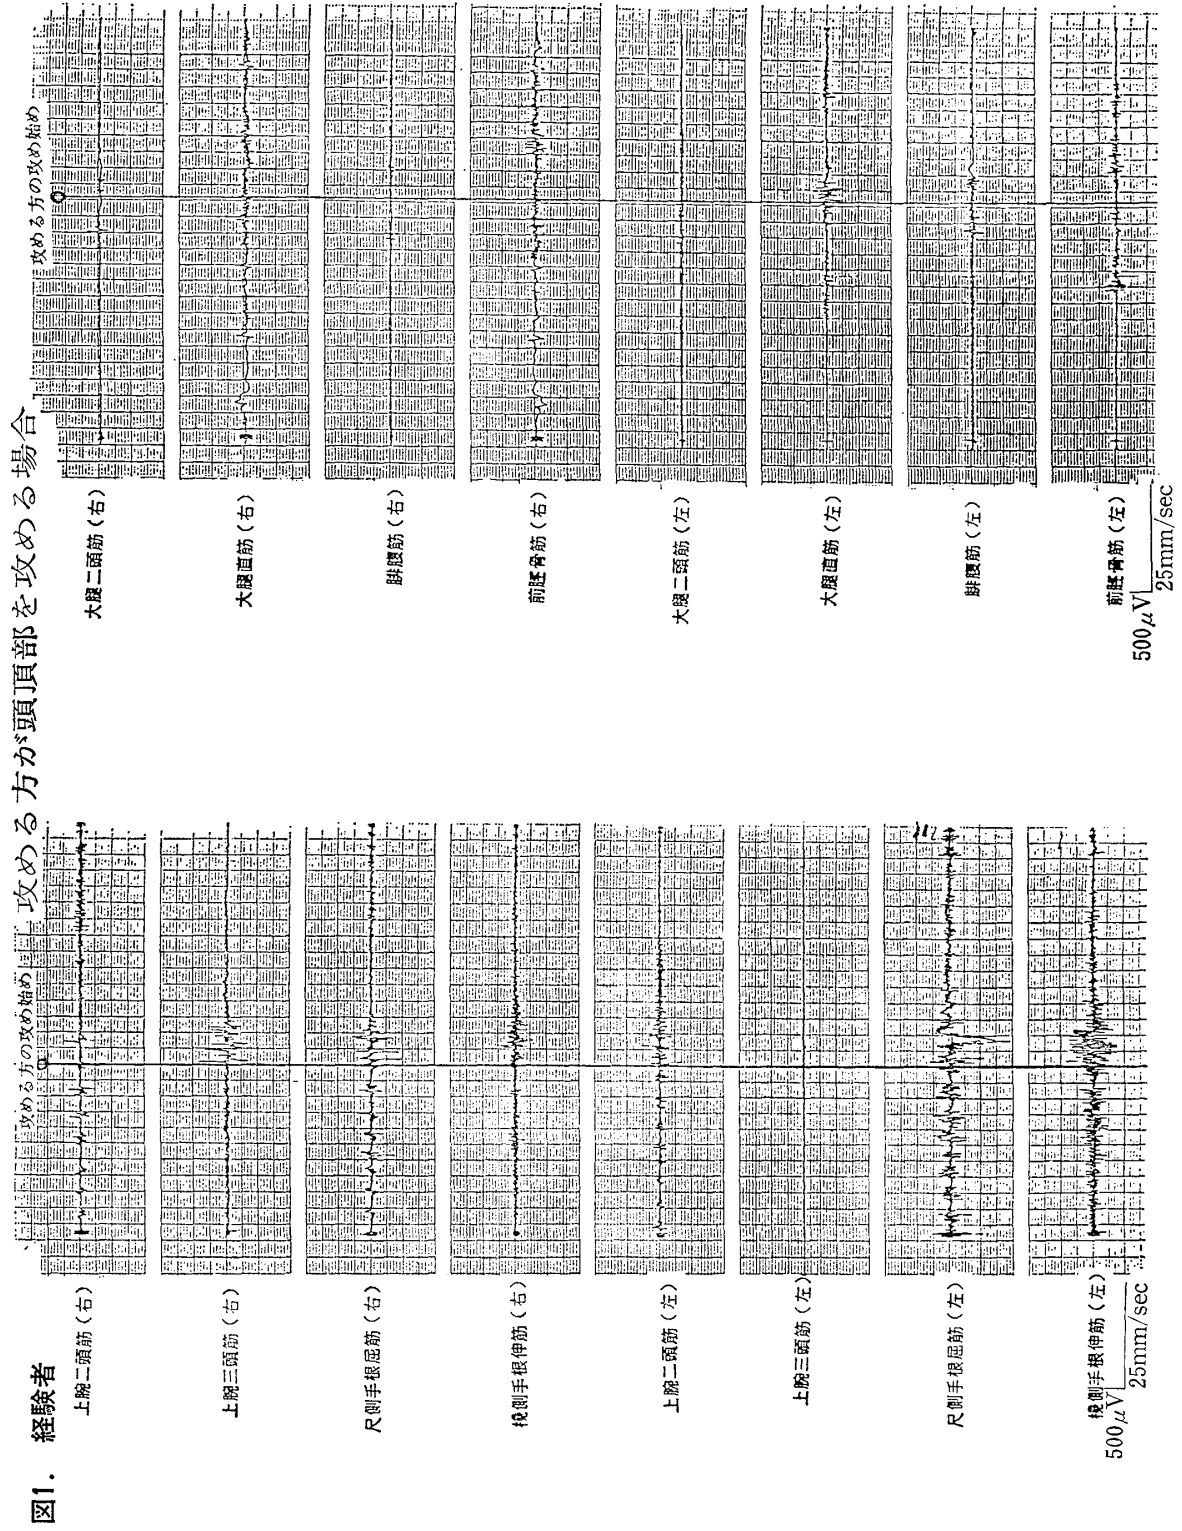 図1. 経験者
攻める方が頭頂部を攻める場合
攻める方の攻め始め
上腕二頭筋（右）
上腕三頭筋（右）
尺側手根屈筋（右）
橈側手根伸筋（右）
上腕二頭筋（左）
上腕三頭筋（左）
尺側手根屈筋（左）
橈側手根伸筋（左）
500μV
25mm/sec
攻める方の攻め始め
大腿二頭筋（右）
大腿直筋（右）
腓腹筋（右）
前脛骨筋（右）
大腿二頭筋（左）
大腿直筋（左）
腓腹筋（左）
前脛骨筋（左）
500μV
25mm/sec